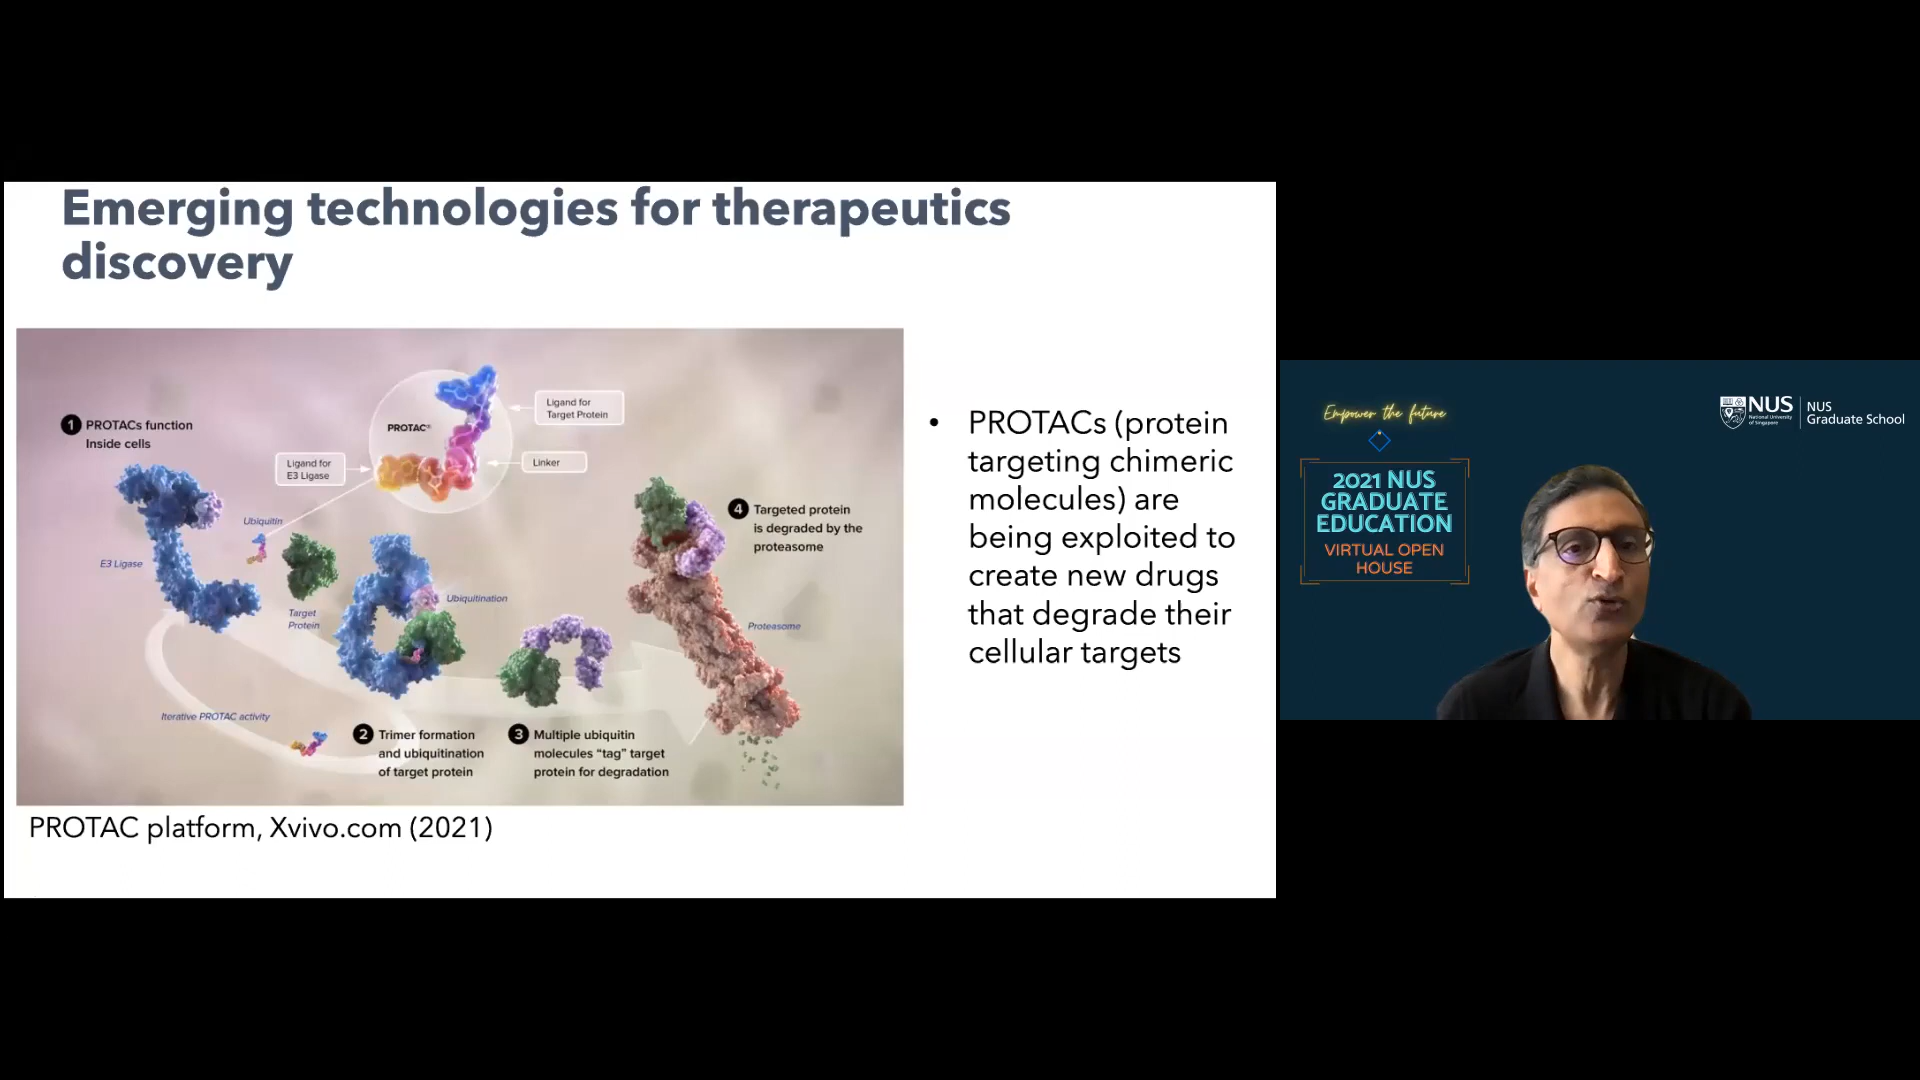 Emerging technologies for therapeutics
discovery
1 PROTACs function
Inside cells
PROTAC®
Ligand for
Target Protein
Ligand for
E3 Ligase
Linker
Ubiquitin
E3 Ligase
Target
Protein
Ubiquitination
4 Targeted protein
is degraded by the
proteasome
Proteasome
Iterative PROTAC activity
2 Trimer formation
and ubiquitination
of target protein
3 Multiple ubiquitin
molecules “tag” target
protein for degradation
PROTAC platform, Xvivo.com (2021)
• PROTACs (protein
targeting chimeric
molecules) are
being exploited to
create new drugs
that degrade their
cellular targets
Empower the future
2021 NUS
GRADUATE
EDUCATION
VIRTUAL OPEN
HOUSE
NUS
National University
of Singapore
NUS
Graduate School